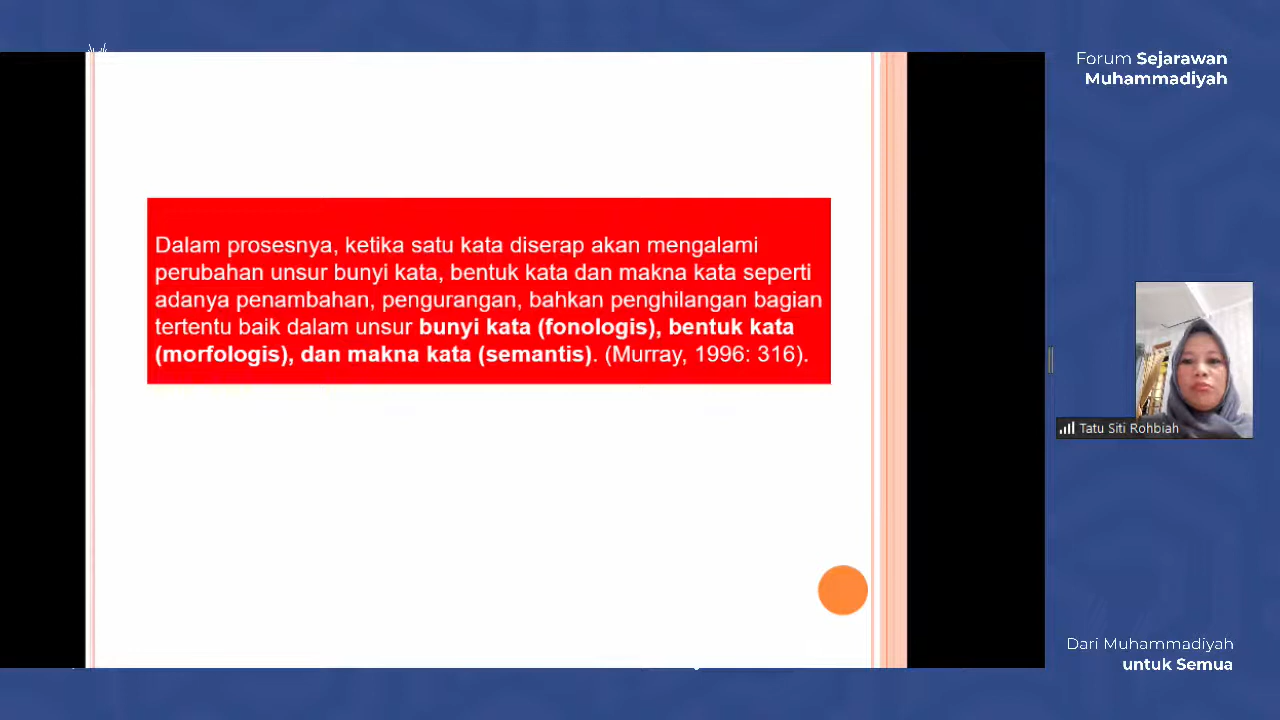 Forum Sejarawan
Muhammadiyah
Dalam prosesnya, ketika satu kata diserap akan mengalami
perubahan unsur bunyi kata, bentuk kata dan makna kata seperti
adanya penambahan, pengurangan, bahkan penghilangan bagian
tertentu baik dalam unsur bunyi kata (fonologis), bentuk kata
(morfologis), dan makna kata (semantis). (Murray, 1996: 316).
Tatu Siti Rohbiah
Dari Muhammadiyah
untuk Semua